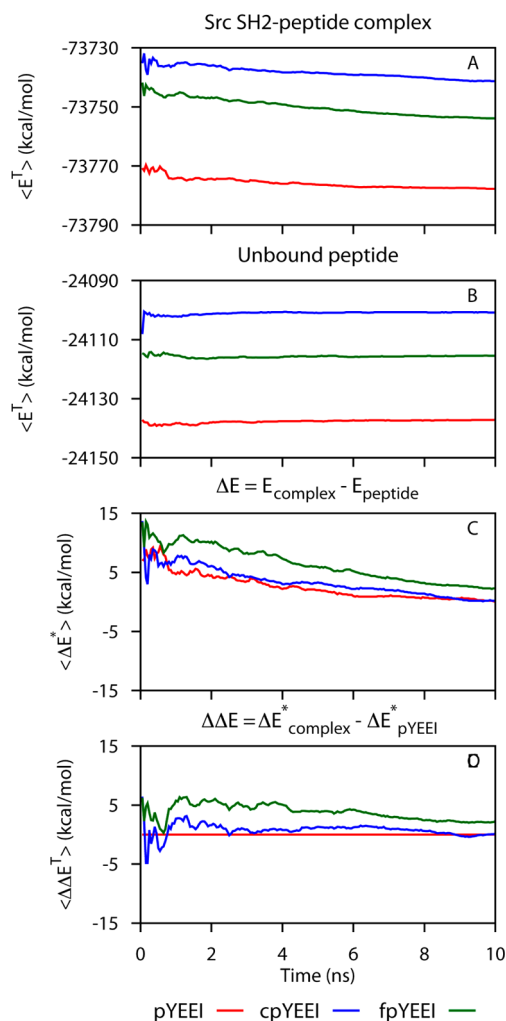 Src SH2-peptide complex
-73730
-73750
-73770
-73790
<E^T> (kcal/mol)
A
Unbound peptide
-24090
-24110
-24130
-24150
<E^T> (kcal/mol)
B
ΔE = E_complex - E_peptide
15
5
-5
-15
<ΔE*> (kcal/mol)
C
ΔΔE = ΔE*_complex - ΔE*_pYEEI
15
5
-5
-15
<ΔΔE^T> (kcal/mol)
0 2 4 6 8 10
Time (ns)
pYEEI cpYEEI fpYEEI